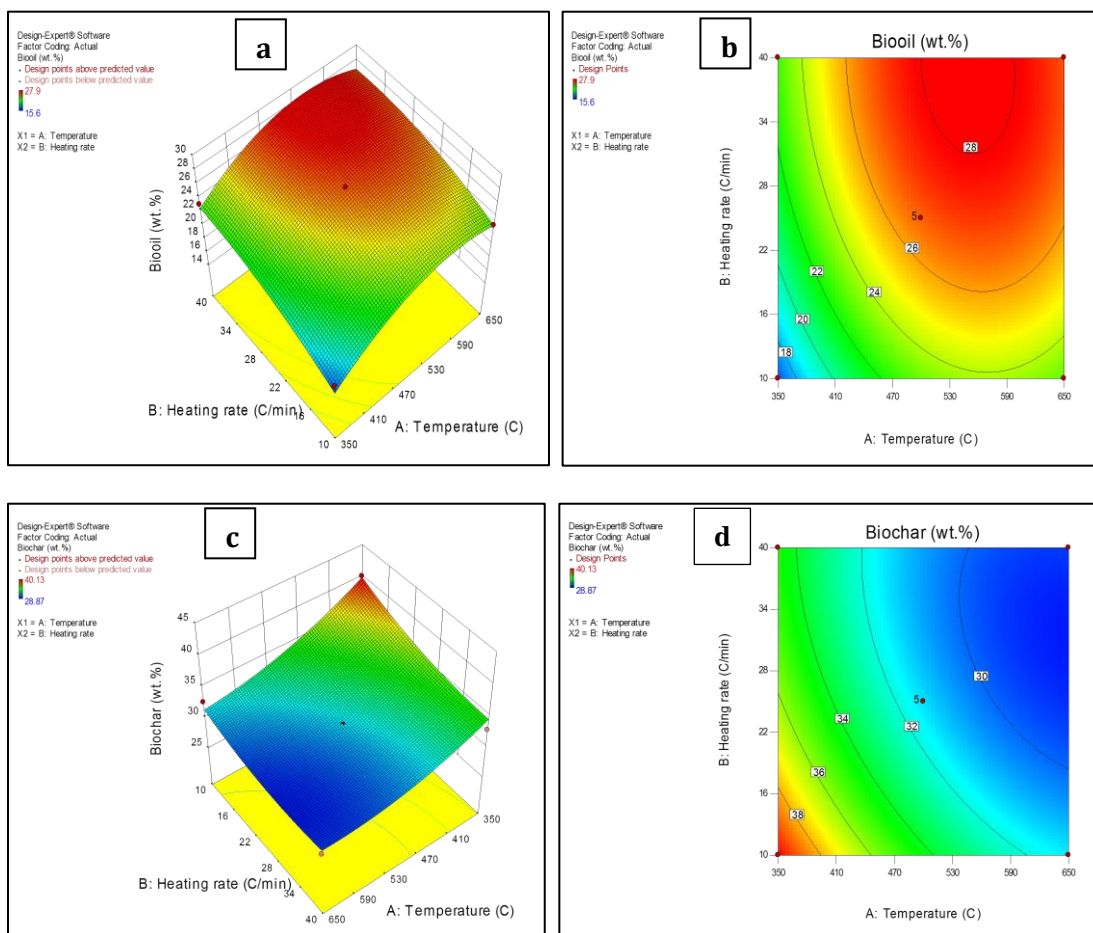 Design-Expert® Software
Factor Coding: Actual
Biooil (wt.%)
Design points above predicted value
Design points below predicted value
27.9
15.6
X1 = A: Temperature
X2 = B: Heating rate
a
30
28
26
24
22
20
18
16
14
Biooil (wt.%)
40
34
28
22
16
10
B: Heating rate (C/min)
350
410
470
530
590
650
A: Temperature (C)
Design-Expert® Software
Factor Coding: Actual
Biooil (wt.%)
Design Points
27.9
15.6
X1 = A: Temperature
X2 = B: Heating rate
b
Biooil (wt.%)
40
34
28
22
16
10
B: Heating rate (C/min)
28
5
26
24
22
20
18
350
410
470
530
590
650
A: Temperature (C)
Design-Expert® Software
Factor Coding: Actual
Biochar (wt.%)
Design points above predicted value
Design points below predicted value
40.13
28.87
X1 = A: Temperature
X2 = B: Heating rate
c
45
40
35
30
25
Biochar (wt.%)
10
16
22
28
34
40
B: Heating rate (C/min)
650
590
530
470
410
350
A: Temperature (C)
Design-Expert® Software
Factor Coding: Actual
Biochar (wt.%)
Design Points
40.13
28.87
X1 = A: Temperature
X2 = B: Heating rate
d
Biochar (wt.%)
40
34
28
22
16
10
B: Heating rate (C/min)
30
5
32
34
36
38
350
410
470
530
590
650
A: Temperature (C)